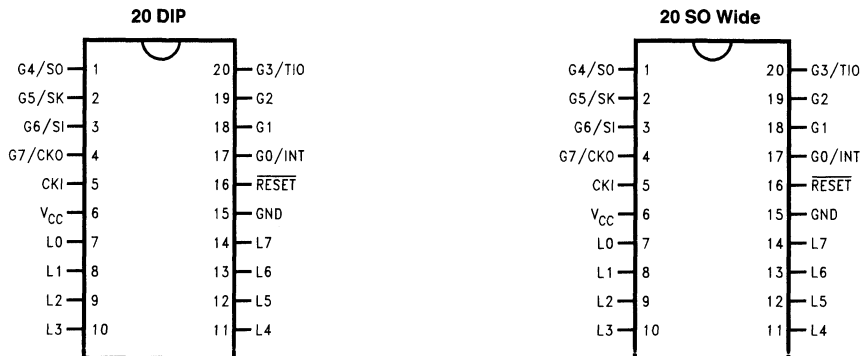 20 DIP
G4/SO 1 20 G3/TIO
G5/SK 2 19 G2
G6/SI 3 18 G1
G7/CKO 4 17 G0/INT
CKI 5 16 RESET
VCC 6 15 GND
L0 7 14 L7
L1 8 13 L6
L2 9 12 L5
L3 10 11 L4
20 SO Wide
G4/SO 1 20 G3/TIO
G5/SK 2 19 G2
G6/SI 3 18 G1
G7/CKO 4 17 G0/INT
CKI 5 16 RESET
VCC 6 15 GND
L0 7 14 L7
L1 8 13 L6
L2 9 12 L5
L3 10 11 L4